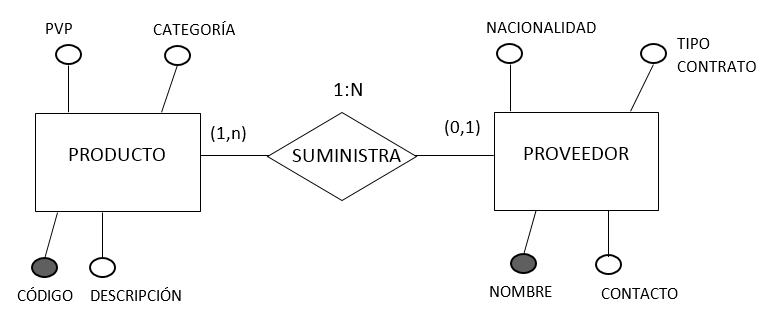 PVP
CATEGORÍA
NACIONALIDAD
TIPO
CONTRATO
1:N
(1,n)
(0,1)
PRODUCTO
SUMINISTRA
PROVEEDOR
CÓDIGO
DESCRIPCIÓN
NOMBRE
CONTACTO